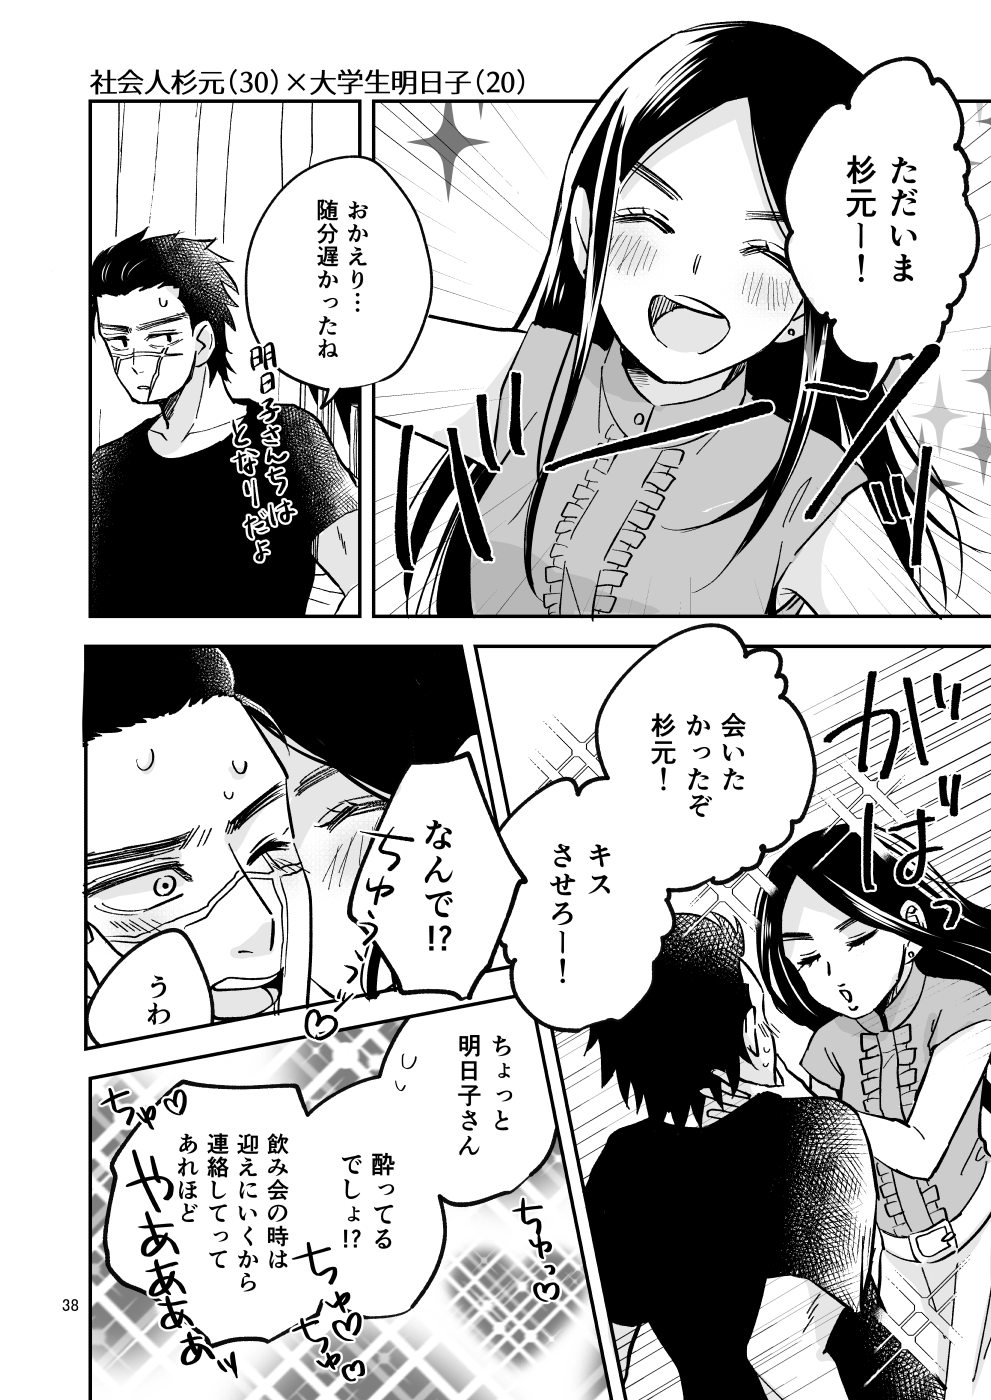 社会人杉元（30）×大学生明日子（20）
ただいま
杉元ー！
バターン
おかえり…
随分遅かったね
明日子さんちは
となりだよ
ガバーっ
会いた
かったぞ
杉元！
キス
させろー！
なんで!?
ちゅっ♡
うわ
ちょっと
明日子さん
酔ってる
でしょ!?
飲み会の時は
迎えにいくから
連絡してって
あれほど
ちゅ♡
やああああぁッ
ちゅっ♡
ちゅ♡
ちゅ♡
38